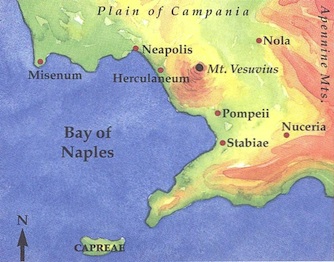 Plain of Campania
Apennine Mts.
Nola
Neapolis
Misenum
Herculaneum
Mt. Vesuvius
Pompeii
Nuceria
Stabiae
Bay of
Naples
N
CAPREAE